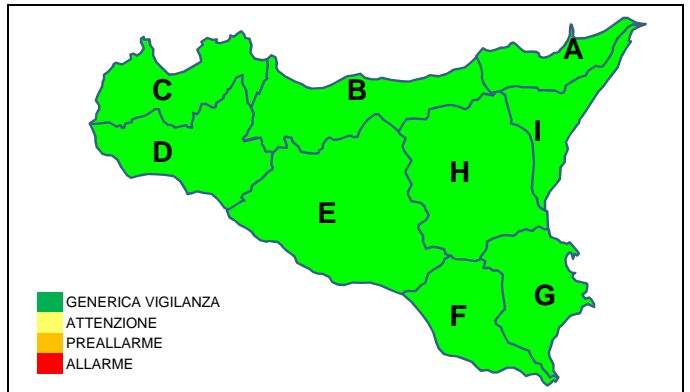 A
B
C
I
D
H
E
G
F
GENERICA VIGILANZA
ATTENZIONE
PREALLARME
ALLARME